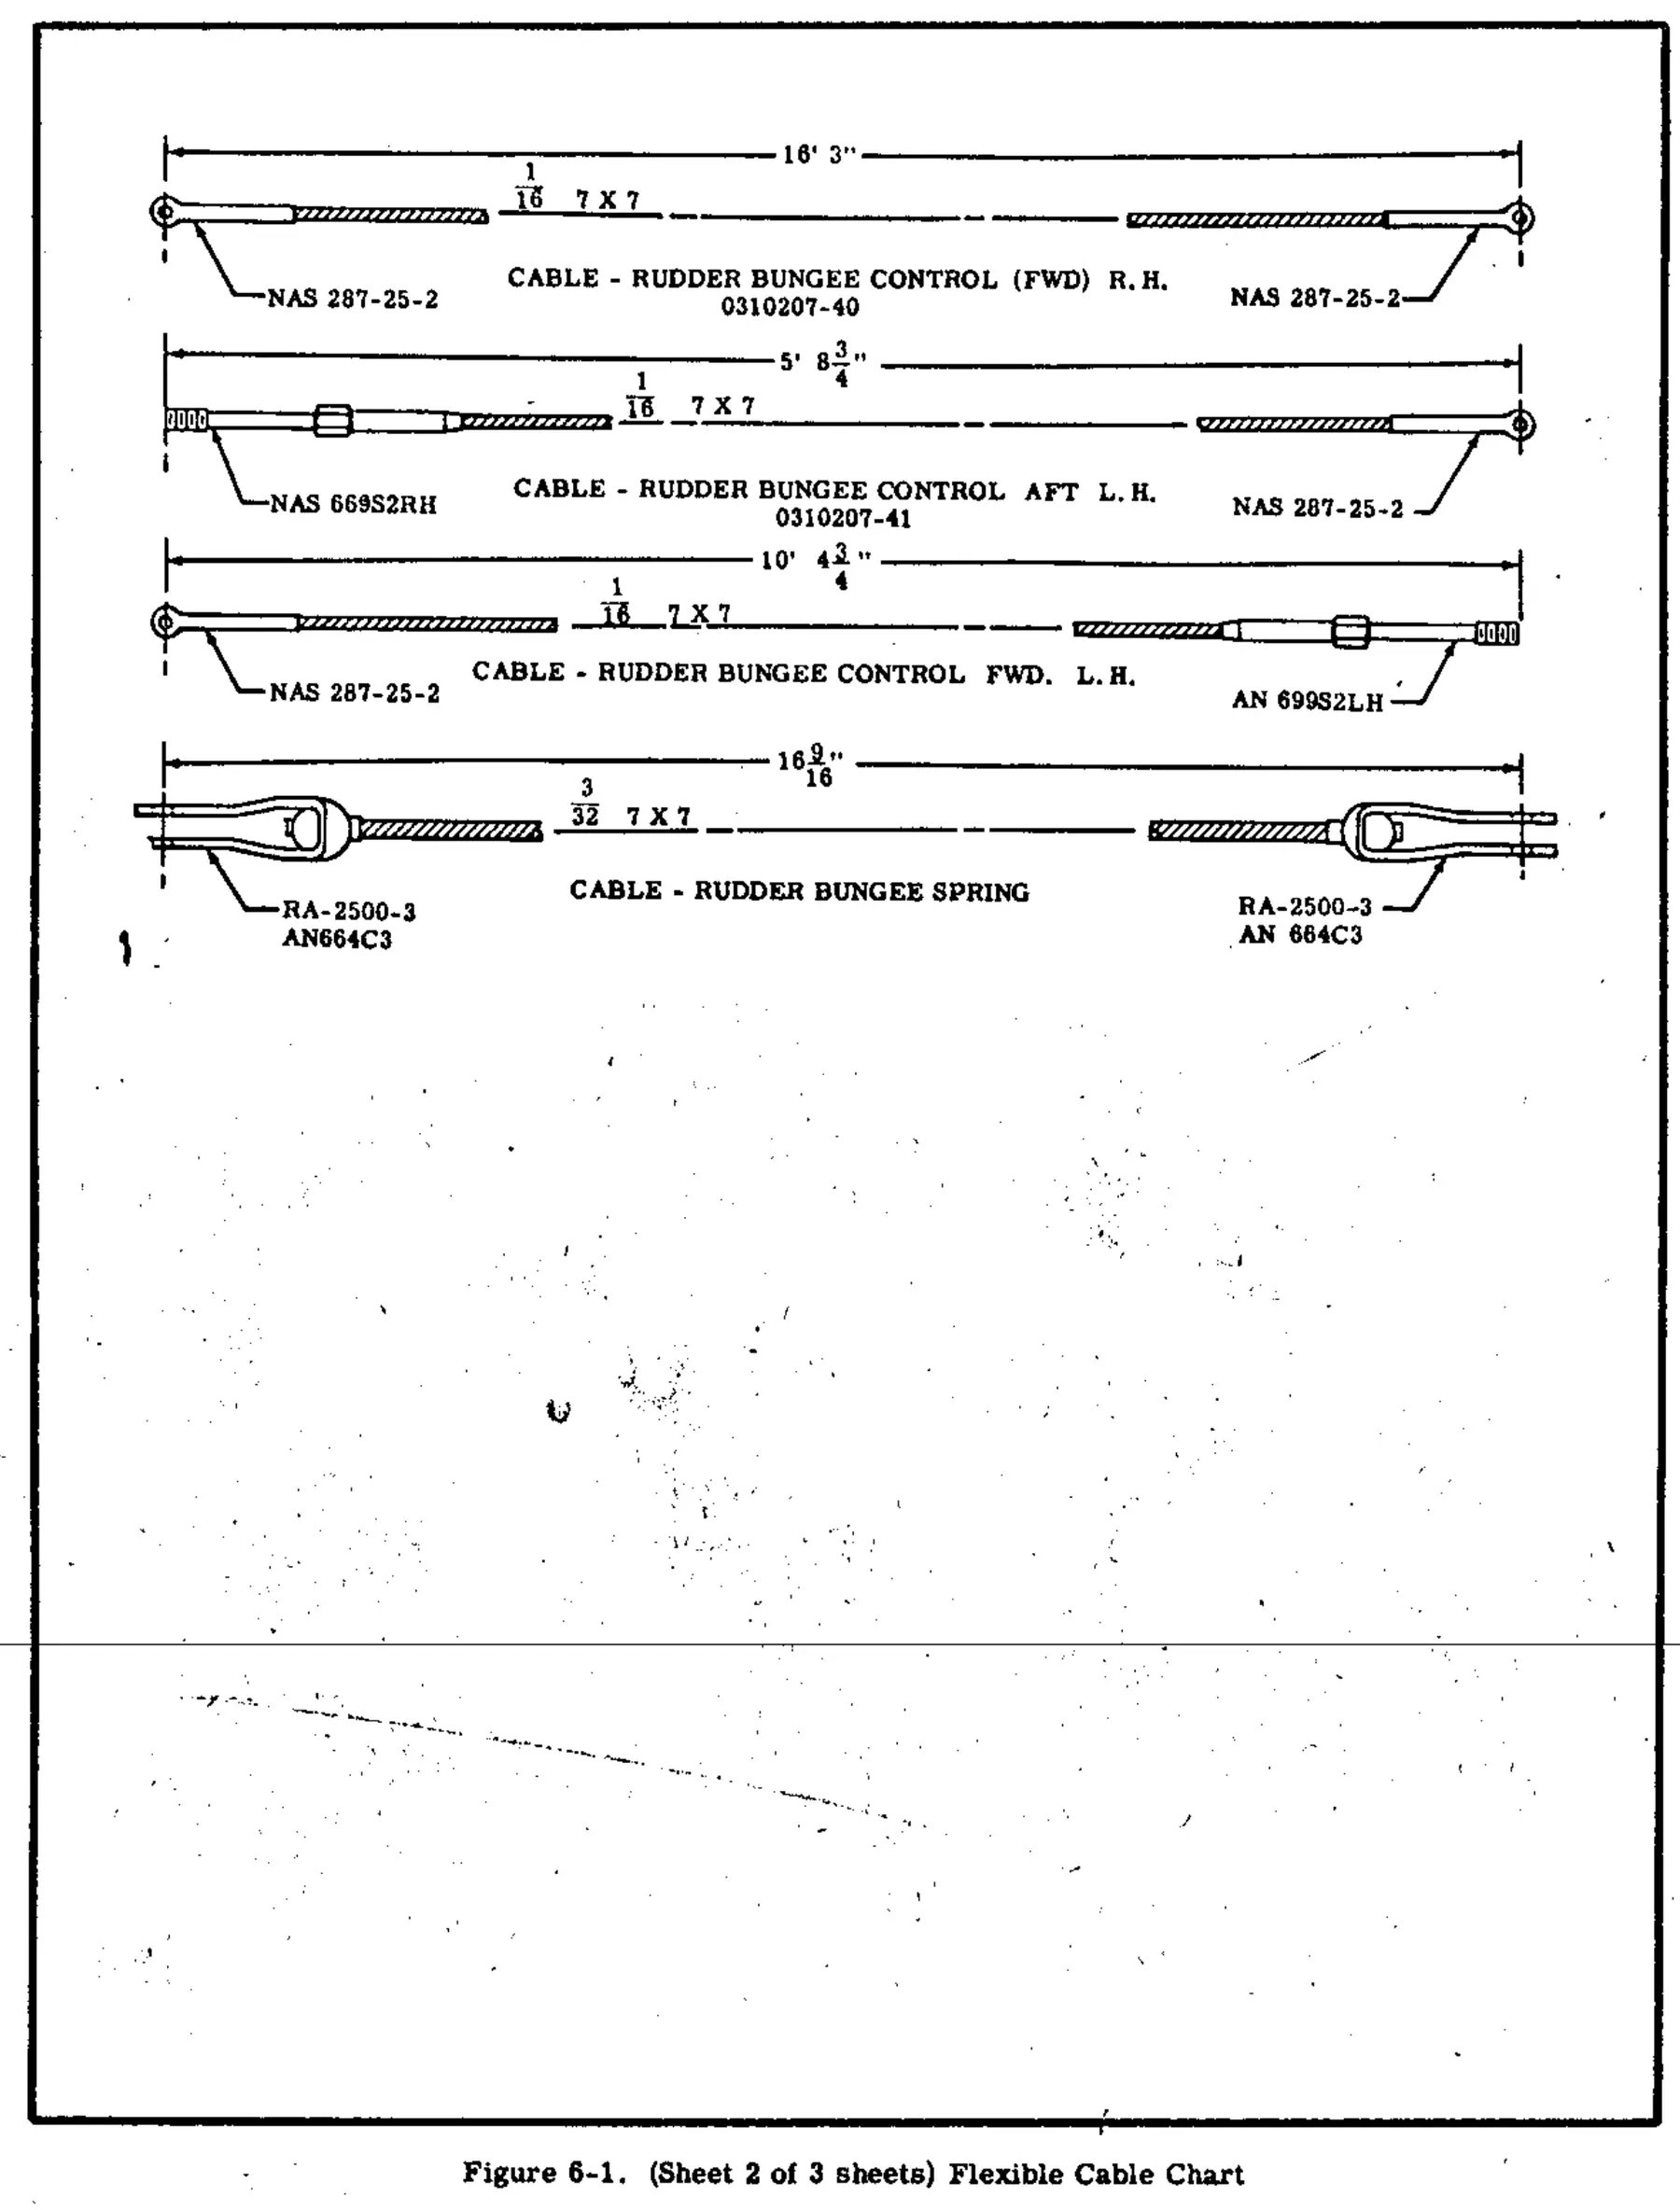 16' 3"
1/16 7 X 7
NAS 287-25-2
CABLE - RUDDER BUNGEE CONTROL (FWD) R.H.
0310207-40
NAS 287-25-2
5' 8 3/4"
1/16 7 X 7
NAS 669S2RH
CABLE - RUDDER BUNGEE CONTROL AFT L.H.
0310207-41
NAS 287-25-2
10' 4 3/4"
1/16 7 X 7
NAS 287-25-2
CABLE - RUDDER BUNGEE CONTROL FWD. L.H.
AN 699S2LH
16 9/16"
3/32 7 X 7
RA-2500-3
AN664C3
CABLE - RUDDER BUNGEE SPRING
RA-2500-3
AN 664C3
Figure 6-1. (Sheet 2 of 3 sheets) Flexible Cable Chart